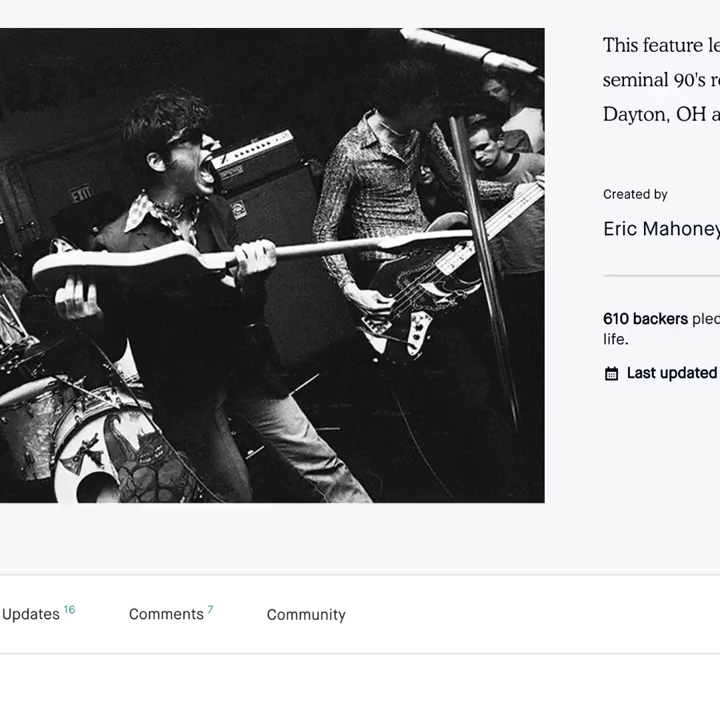 This feature le
seminal 90's r
Dayton, OH a
Created by
Eric Mahoney
610 backers pled
life.
Last updated
Updates 16
Comments 7
Community
EXIT